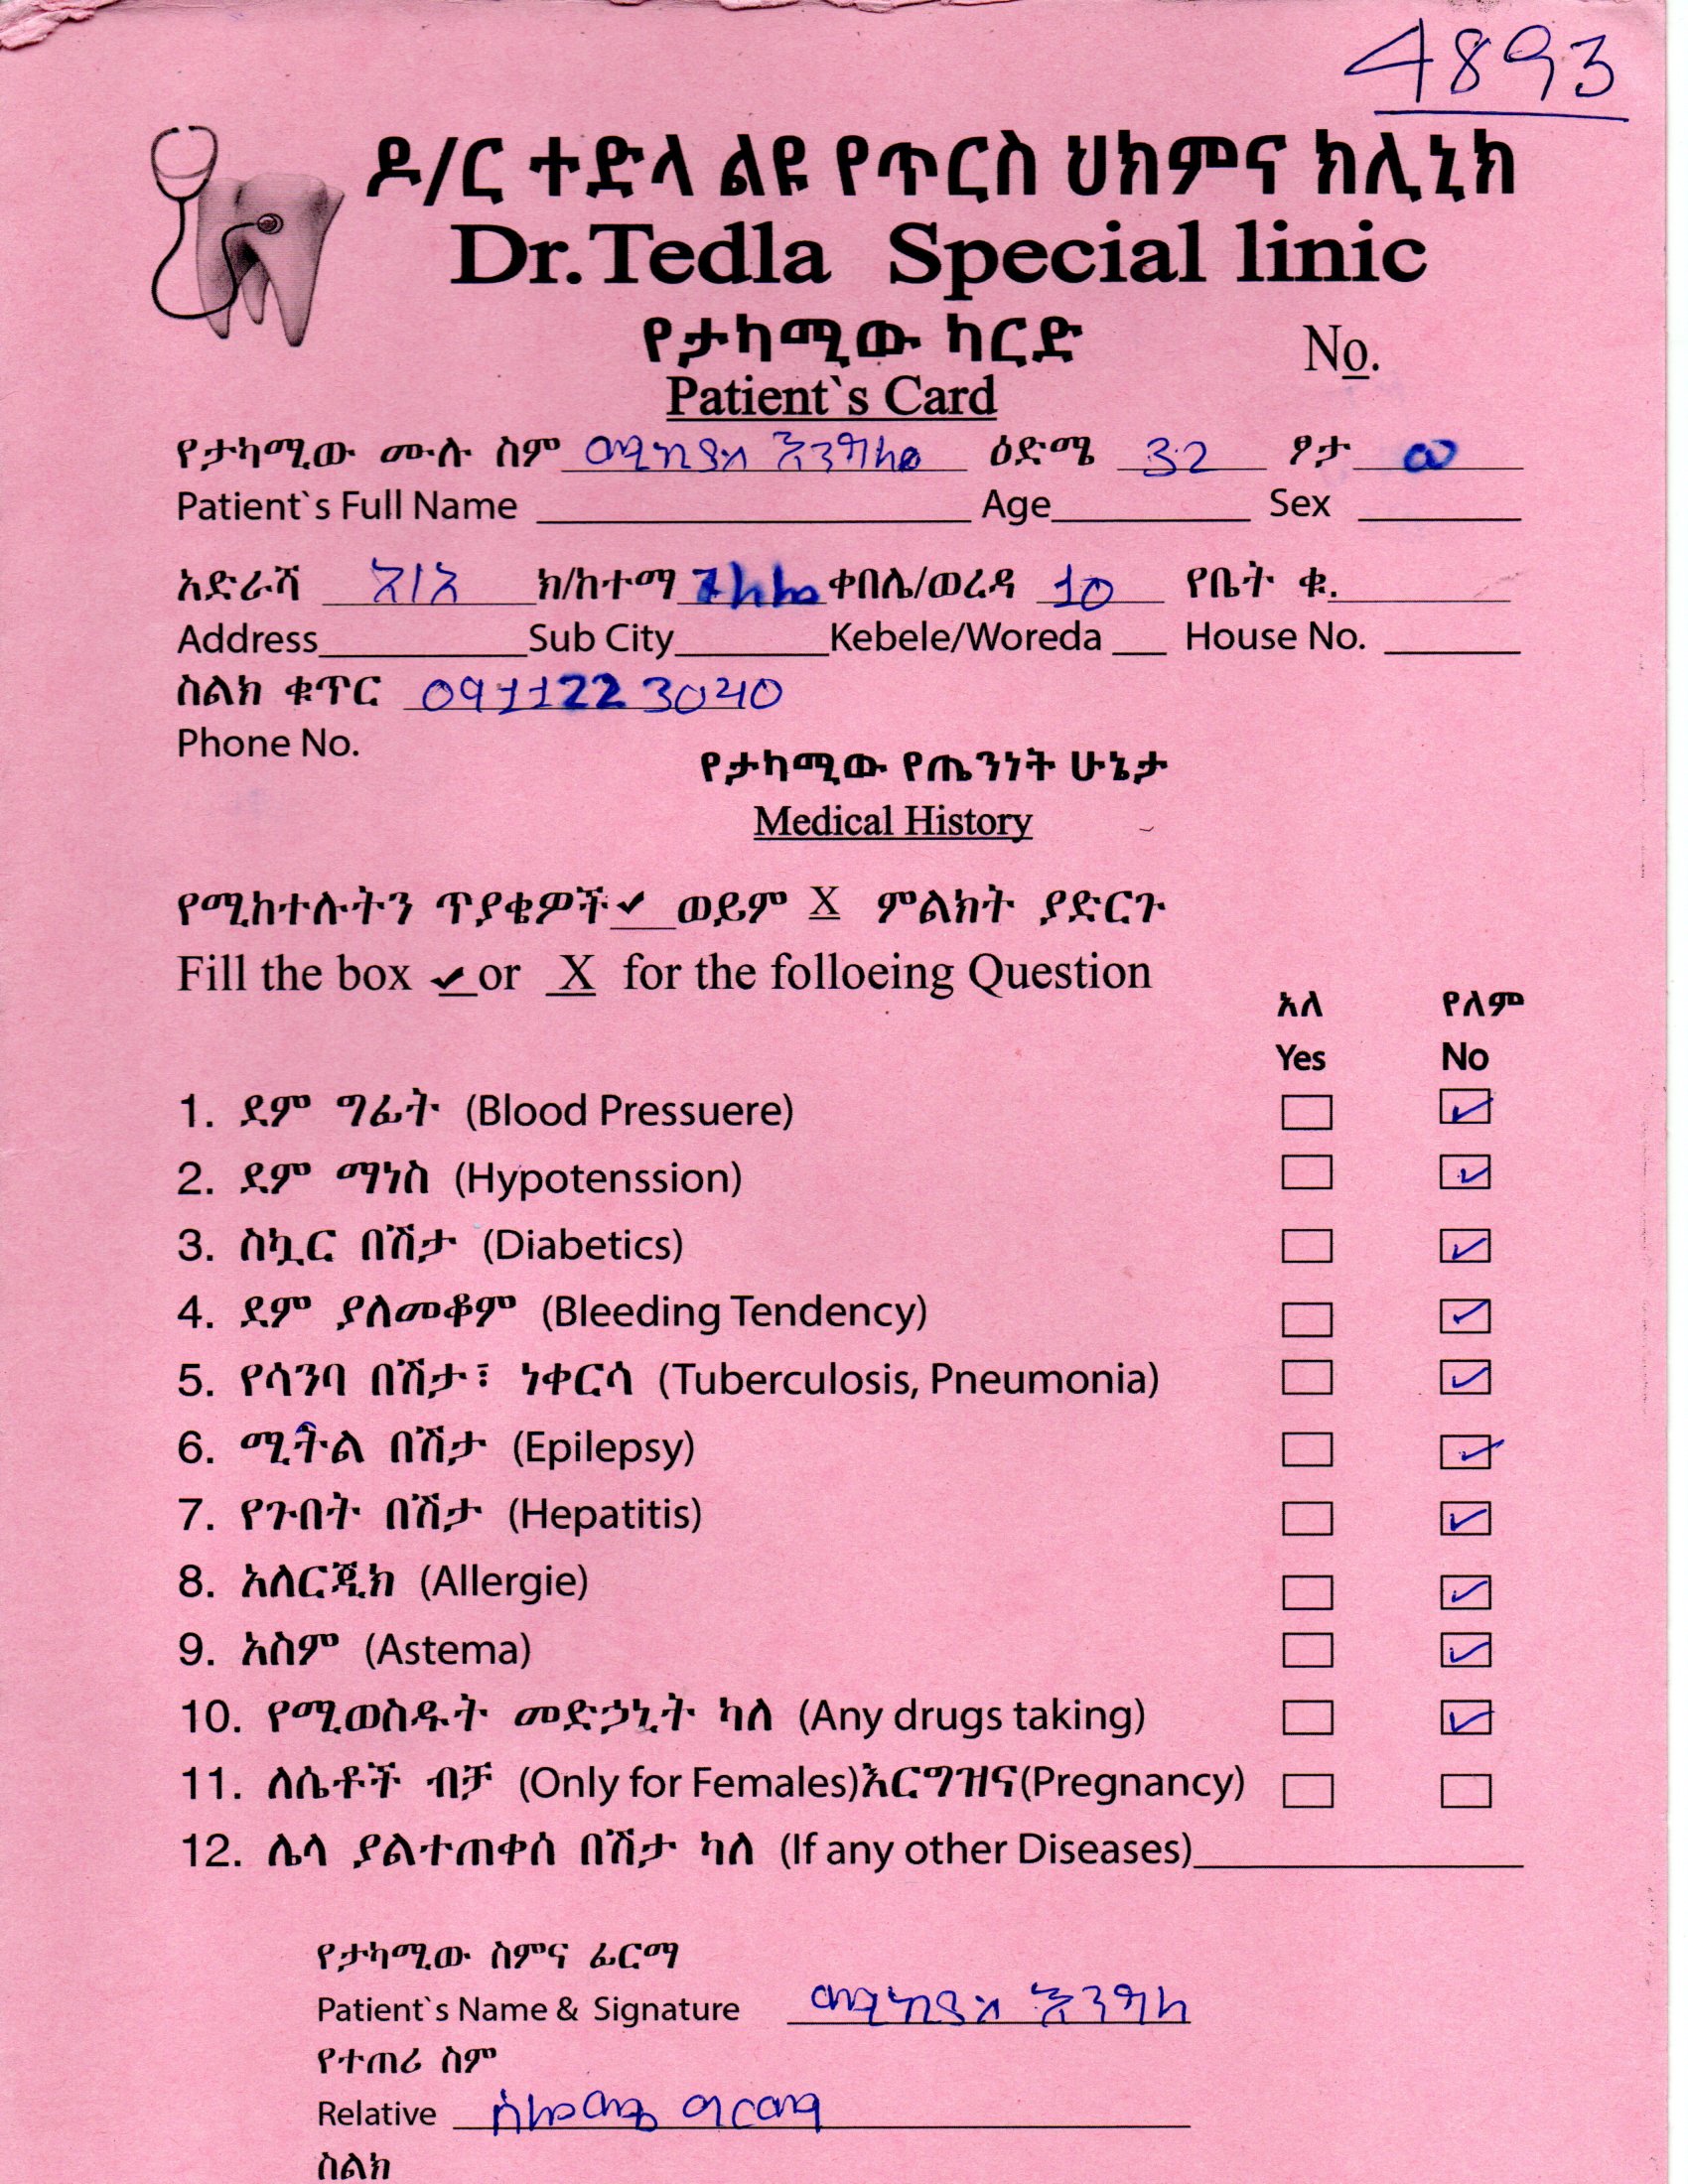 4893
ዶ/ር ተድላ ልዩ የጥርስ ህክምና ክሊኒክ
Dr.Tedla Special linic
የታካሚው ካርድ
No.
Patient`s Card
የታካሚው ሙሉ ስም ዕድሜ 32 ፆታ ወ
Patient`s Full Name Age Sex
አድራሻ አ/አ ክ/ከተማ ቀበሌ/ወረዳ 10 የቤት ቁ.
Address Sub City Kebele/Woreda House No.
ስልክ ቁጥር 0911223040
Phone No.
የታካሚው የጤንነት ሁኔታ
Medical History
የሚከተሉትን ጥያቄዎች ✔ ወይም X ምልክት ያድርጉ
Fill the box ✔ or X for the folloeing Question
አለ የለም
Yes No
1. ደም ግፊት (Blood Pressuere) ☐ ☑
2. ደም ማነስ (Hypotenssion) ☐ ☑
3. ስኳር በሽታ (Diabetics) ☐ ☑
4. ደም ያለመቆም (Bleeding Tendency) ☐ ☑
5. የሳንባ በሽታ፣ ነቀርሳ (Tuberculosis, Pneumonia) ☐ ☑
6. ሚጥል በሽታ (Epilepsy) ☐ ☑
7. የጉበት በሽታ (Hepatitis) ☐ ☑
8. አለርጂክ (Allergie) ☐ ☑
9. አስም (Astema) ☐ ☑
10. የሚወስዱት መድኃኒት ካለ (Any drugs taking) ☐ ☑
11. ለሴቶች ብቻ (Only for Females)እርግዝና(Pregnancy) ☐ ☐
12. ሌላ ያልተጠቀሰ በሽታ ካለ (If any other Diseases)
የታካሚው ስምና ፊርማ
Patient`s Name & Signature
የተጠሪ ስም
Relative
ስልክ